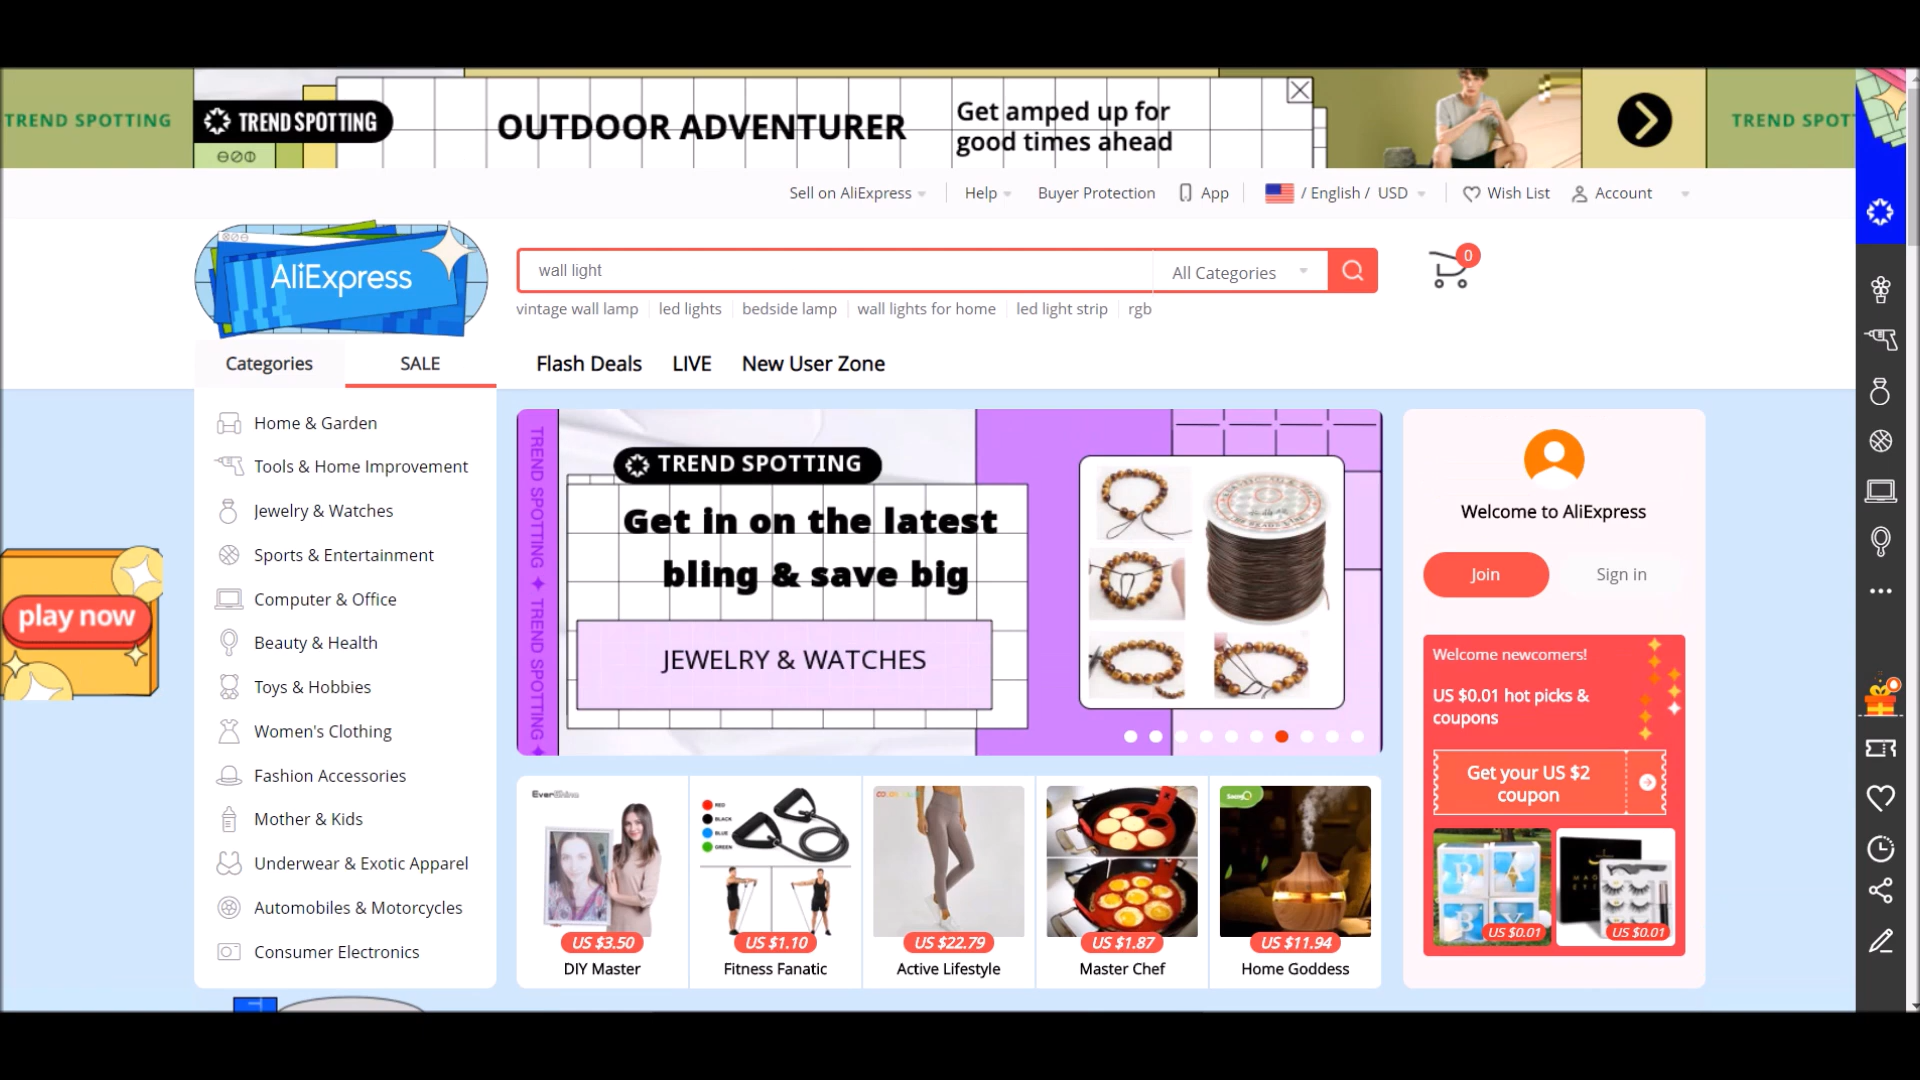 TREND SPOTTING
TREND SPOTTING
OUTDOOR ADVENTURER
Get amped up for
good times ahead
TREND SPOT
Sell on AliExpress
Help
Buyer Protection
App
/ English / USD
Wish List
Account
AliExpress
wall light
All Categories
0
vintage wall lamp
led lights
bedside lamp
wall lights for home
led light strip
rgb
Categories
SALE
Flash Deals
LIVE
New User Zone
Home & Garden
Tools & Home Improvement
Jewelry & Watches
Sports & Entertainment
Computer & Office
Beauty & Health
Toys & Hobbies
Women's Clothing
Fashion Accessories
Mother & Kids
Underwear & Exotic Apparel
Automobiles & Motorcycles
Consumer Electronics
play now
TREND SPOTTING
TREND SPOTTING
TREND SPOTTING
Get in on the latest
bling & save big
JEWELRY & WATCHES
Welcome to AliExpress
Join
Sign in
Welcome newcomers!
US $0.01 hot picks &
coupons
Get your US $2
coupon
B A
B Y
US $0.01
US $0.01
EverShine
US $3.50
DIY Master
RED
BLACK
BLUE
GREEN
US $1.10
Fitness Fanatic
US $22.79
Active Lifestyle
US $1.87
Master Chef
US $11.94
Home Goddess